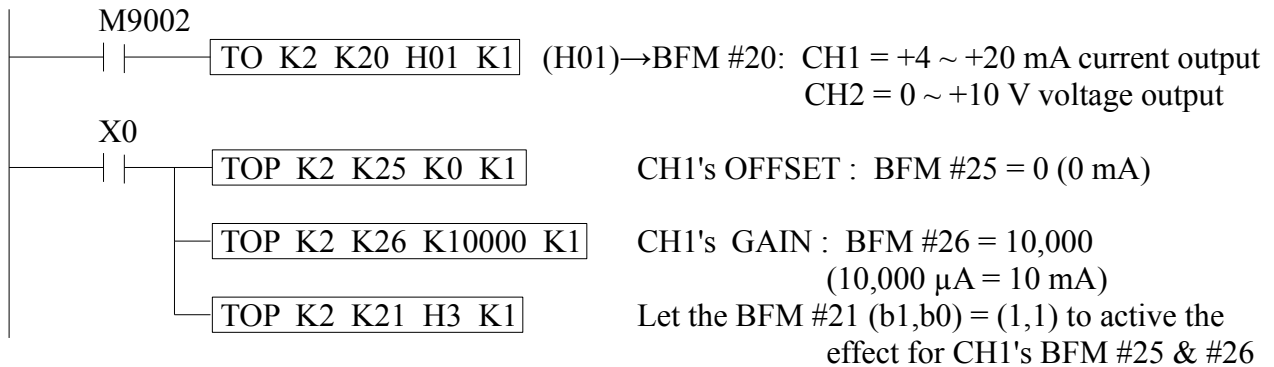 M9002
TO K2 K20 H01 K1 (H01)→BFM #20: CH1 = +4 ~ +20 mA current output
CH2 = 0 ~ +10 V voltage output
X0
TOP K2 K25 K0 K1 CH1's OFFSET : BFM #25 = 0 (0 mA)
TOP K2 K26 K10000 K1 CH1's GAIN : BFM #26 = 10,000
(10,000 µA = 10 mA)
TOP K2 K21 H3 K1 Let the BFM #21 (b1,b0) = (1,1) to active the
effect for CH1's BFM #25 & #26